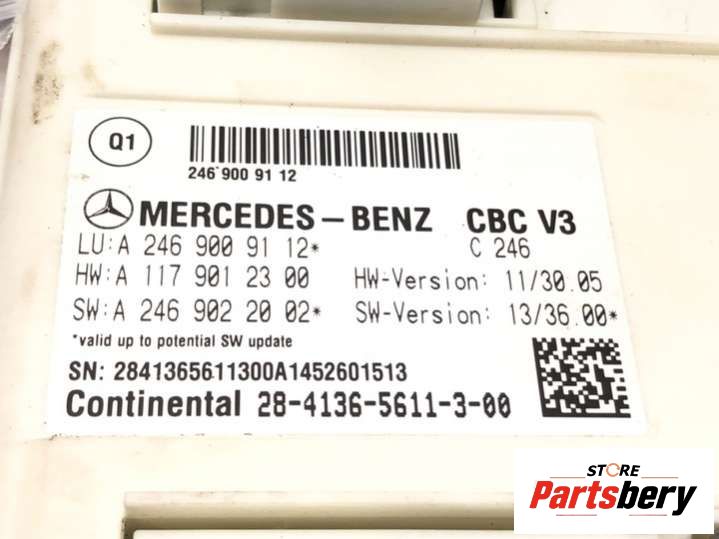 Q1
246 900 91 12
MERCEDES-BENZ CBC V3
LU:A 246 900 91 12* C 246
HW:A 117 901 23 00 HW-Version: 11/30.05
SW:A 246 902 20 02* SW-Version: 13/36.00*
*valid up to potential SW update
SN: 2841365611300A1452601513
Continental 28-4136-5611-3-00
STORE
Partsbery